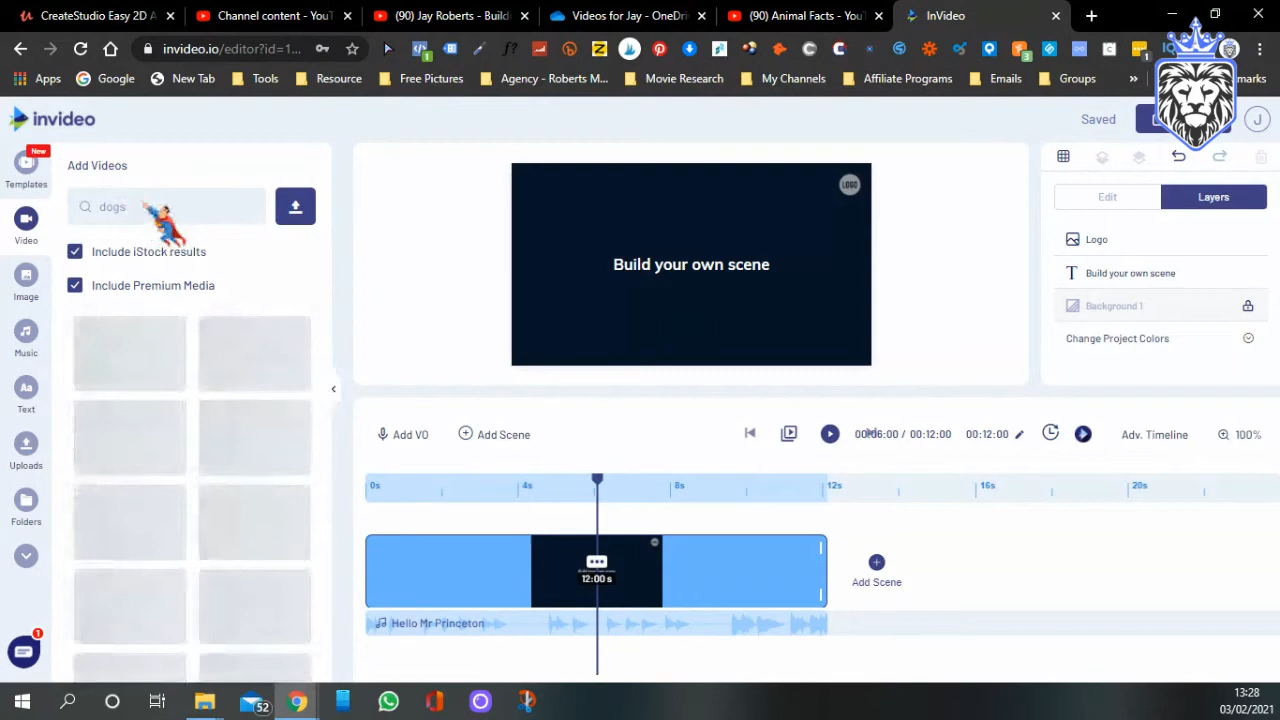 CreateStudio Easy 2D A
Channel content - YouT
(90) Jay Roberts - Buildi
Videos for Jay - OneDri
(90) Animal Facts - YouT
InVideo
invideo.io/editor?id=1...
Apps
Google
New Tab
Tools
Resource
Free Pictures
Agency - Roberts M...
Movie Research
My Channels
Affiliate Programs
Emails
Groups
»
marks
invideo
Saved
J
New
Templates
Video
Image
Music
Text
Uploads
Folders
Add Videos
dogs
Include iStock results
Include Premium Media
LOGO
Build your own scene
Edit
Layers
Logo
Build your own scene
Background 1
Change Project Colors
Add VO
Add Scene
00:06:00 / 00:12:00
00:12:00
Adv. Timeline
100%
0s
4s
8s
12s
16s
20s
12:00 s
Add Scene
Hello Mr Princeton
1
52
13:28
03/02/2021